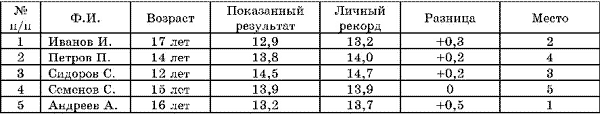 № п/п Ф.И. Возраст Показанный результат Личный рекорд Разница Место
1 Иванов И. 17 лет 12,9 13,2 +0,3 2
2 Петров П. 14 лет 13,8 14,0 +0,2 4
3 Сидоров С. 12 лет 14,5 14,7 +0,2 3
4 Семенов С. 15 лет 13,9 13,9 0 5
5 Андреев А. 16 лет 13,2 13,7 +0,5 1